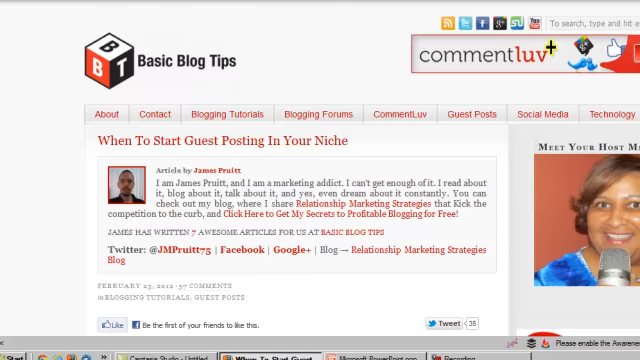 To search, type and hit e
B B T
Basic Blog Tips
commentluv+
About Contact Blogging Tutorials Blogging Forums CommentLuv Guest Posts Social Media Technology
When To Start Guest Posting In Your Niche
MEET YOUR HOST
Article by James Pruitt
I am James Pruitt, and I am a marketing addict. I can't get enough of it. I read about
it, blog about it, talk about it, and yes, even dream about it constantly. You can
check out my blog, where I share Relationship Marketing Strategies that Kick the
competition to the curb, and Click Here to Get My Secrets to Profitable Blogging for Free!
JAMES HAS WRITTEN 7 AWESOME ARTICLES FOR US AT BASIC BLOG TIPS
Twitter: @JMPruitt75 | Facebook | Google+ | Blog → Relationship Marketing Strategies
Blog
FEBRUARY 23, 2012 · 57 COMMENTS
in BLOGGING TUTORIALS, GUEST POSTS
Like Be the first of your friends to like this. Tweet 35
Please enable the Awarene
Start Camtasia Studio - Untitled When To Start Guest Microsoft PowerPoint Recording